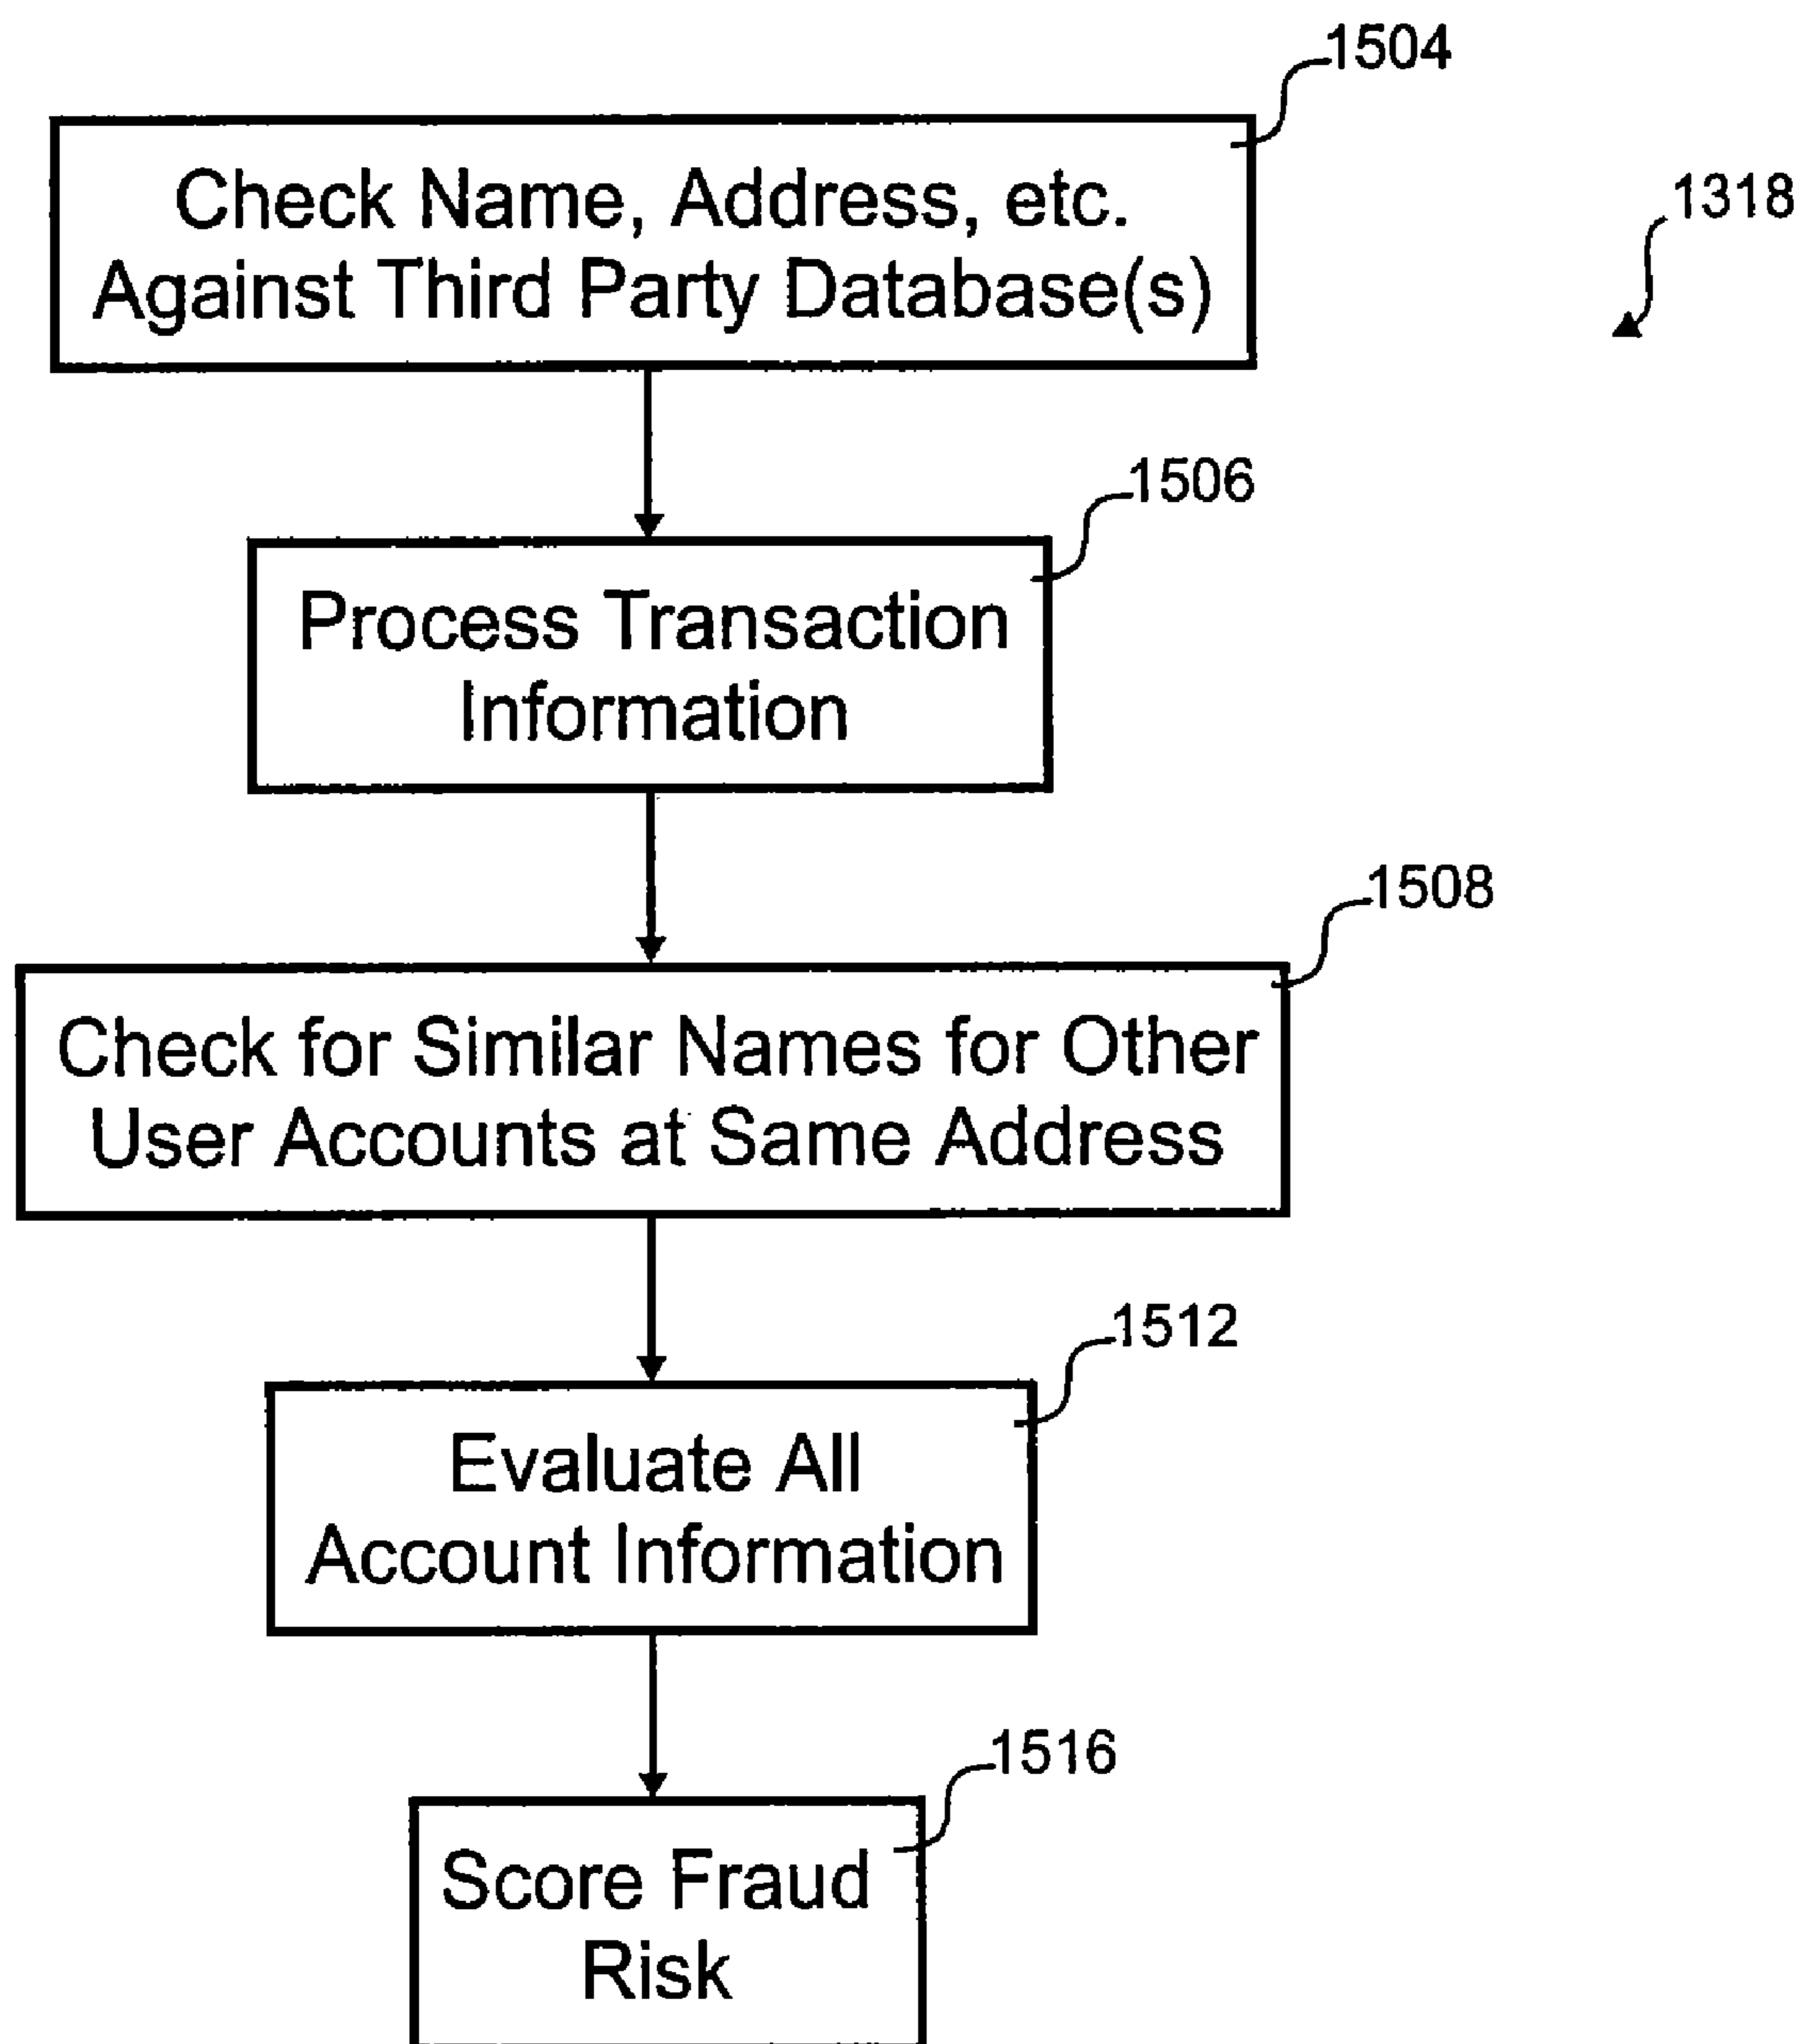 1504
Check Name, Address, etc.
Against Third Party Database(s)
1318
1506
Process Transaction
Information
1508
Check for Similar Names for Other
User Accounts at Same Address
1512
Evaluate All
Account Information
1516
Score Fraud
Risk